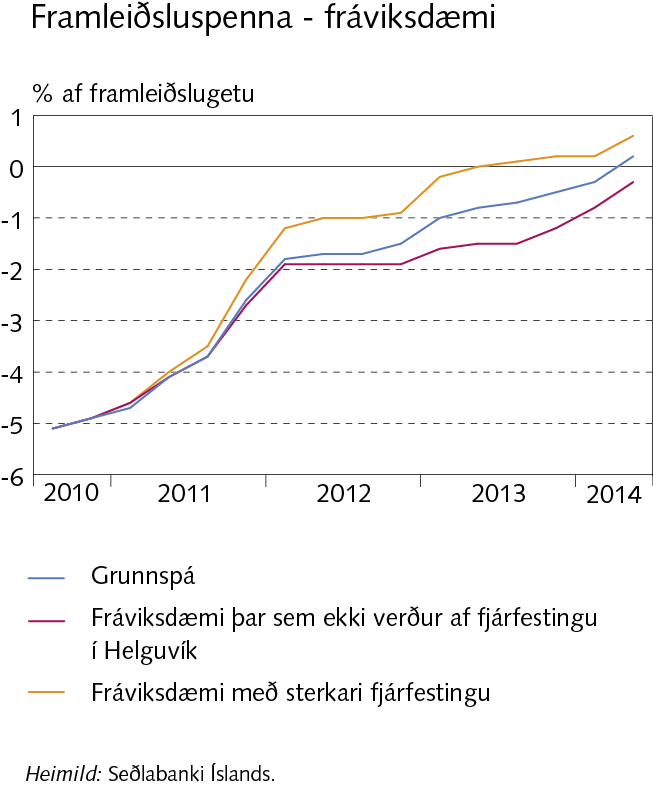 Framleiðsluspenna - fráviksdæmi
% af framleiðslugetu
1
0
-1
-2
-3
-4
-5
-6
2010 2011 2012 2013 2014
Grunnspá
Fráviksdæmi þar sem ekki verður af fjárfestingu
í Helguvík
Fráviksdæmi með sterkari fjárfestingu
Heimild: Seðlabanki Íslands.